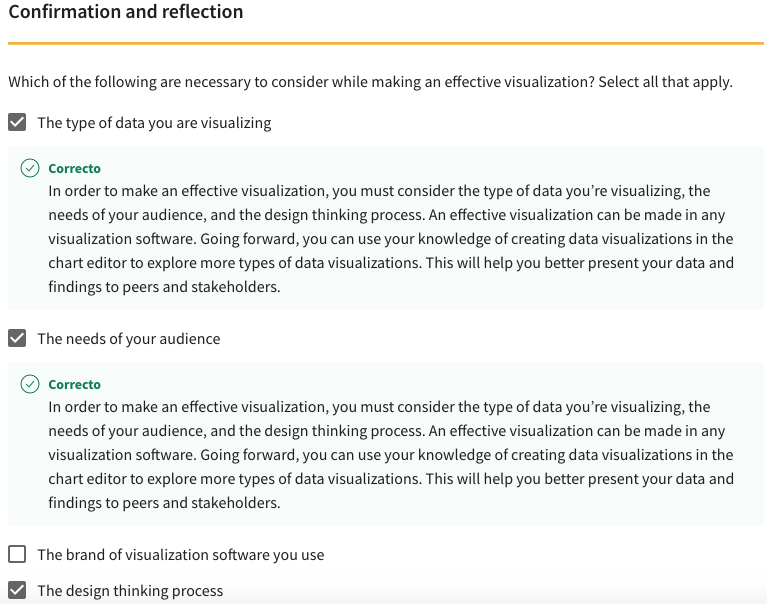 Confirmation and reflection
Which of the following are necessary to consider while making an effective visualization? Select all that apply.
The type of data you are visualizing
Correcto
In order to make an effective visualization, you must consider the type of data you’re visualizing, the
needs of your audience, and the design thinking process. An effective visualization can be made in any
visualization software. Going forward, you can use your knowledge of creating data visualizations in the
chart editor to explore more types of data visualizations. This will help you better present your data and
findings to peers and stakeholders.
The needs of your audience
Correcto
In order to make an effective visualization, you must consider the type of data you’re visualizing, the
needs of your audience, and the design thinking process. An effective visualization can be made in any
visualization software. Going forward, you can use your knowledge of creating data visualizations in the
chart editor to explore more types of data visualizations. This will help you better present your data and
findings to peers and stakeholders.
The brand of visualization software you use
The design thinking process